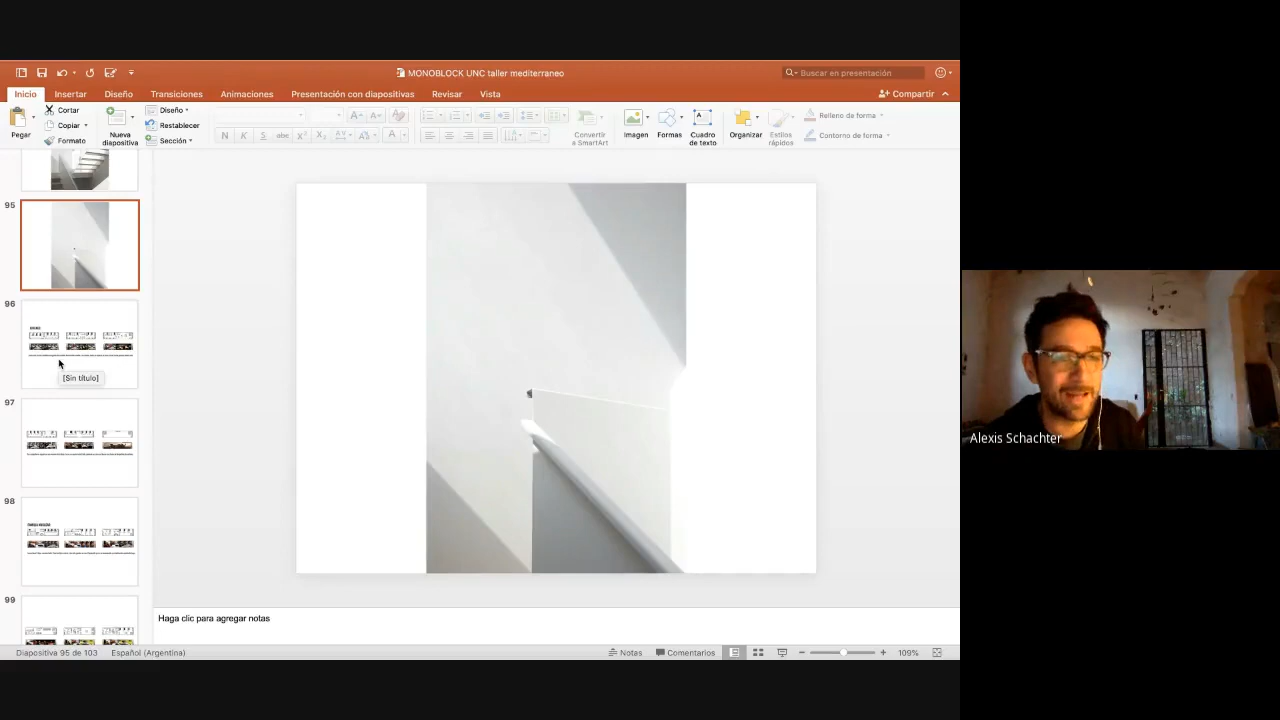 MONOBLOCK UNC taller mediterraneo
Buscar en presentación
Inicio
Insertar
Diseño
Transiciones
Animaciones
Presentación con diapositivas
Revisar
Vista
Compartir
Pegar
Cortar
Copiar
Formato
Nueva
diapositiva
Diseño
Restablecer
Sección
N K S abc X² X₂
Convertir
a SmartArt
Imagen
Formas
Cuadro
de texto
Organizar
Estilos
rápidos
Relleno de forma
Contorno de forma
95
96
[Sin título]
97
98
99
Alexis Schachter
Haga clic para agregar notas
Diapositiva 95 de 103
Español (Argentina)
Notas
Comentarios
109%